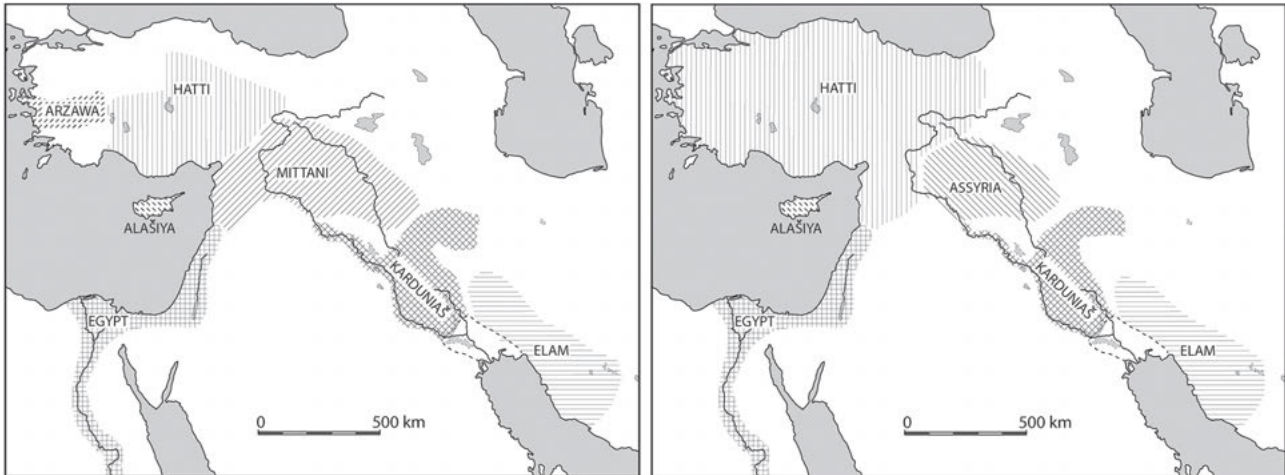 HATTI
ARZAWA
MITTANI
ALAŠIYA
KARDUNIAŠ
EGYPT
ELAM
0 500 km
HATTI
ASSYRIA
ALAŠIYA
KARDUNIAŠ
EGYPT
ELAM
0 500 km